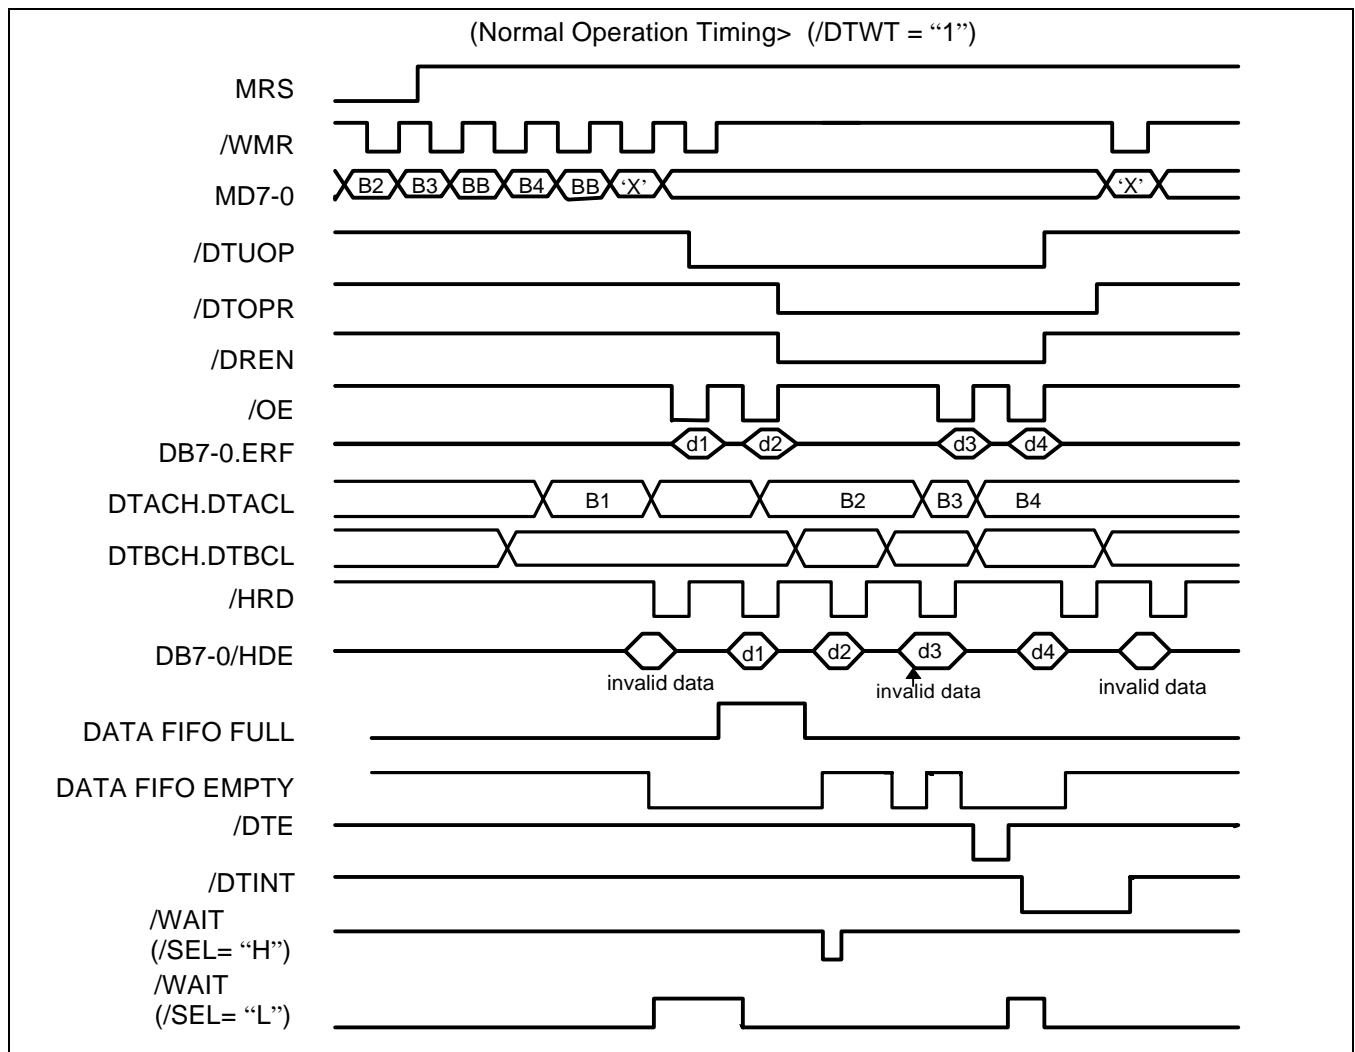 (Normal Operation Timing> (/DTWT = “1”)
MRS
/WMR
MD7-0 B2 B3 BB B4 BB ‘X’ ‘X’
/DTUOP
/DTOPR
/DREN
/OE
DB7-0.ERF d1 d2 d3 d4
DTACH.DTACL B1 B2 B3 B4
DTBCH.DTBCL
/HRD
DB7-0/HDE d1 d2 d3 d4
invalid data invalid data invalid data
DATA FIFO FULL
DATA FIFO EMPTY
/DTE
/DTINT
/WAIT
(/SEL= “H”)
/WAIT
(/SEL= “L”)